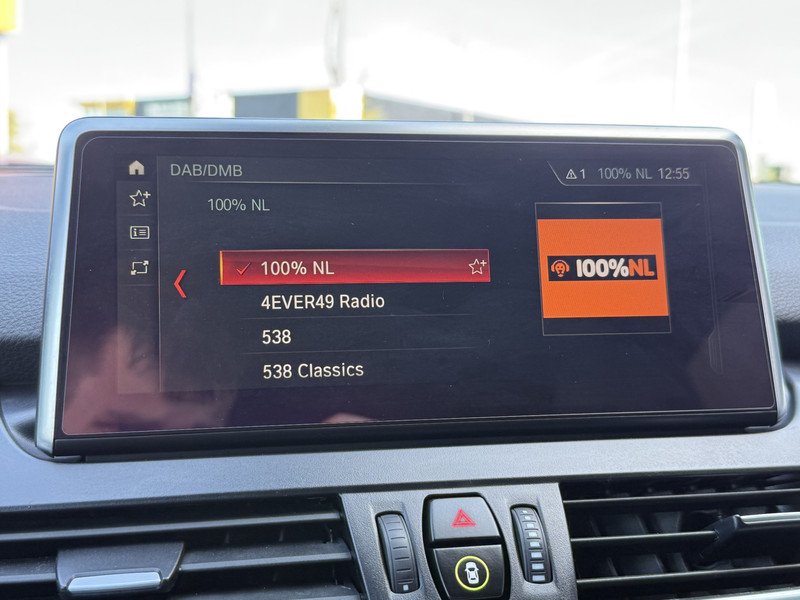 DAB/DMB
1 100% NL 12:55
100% NL
100% NL
4EVER49 Radio
538
538 Classics
100%NL